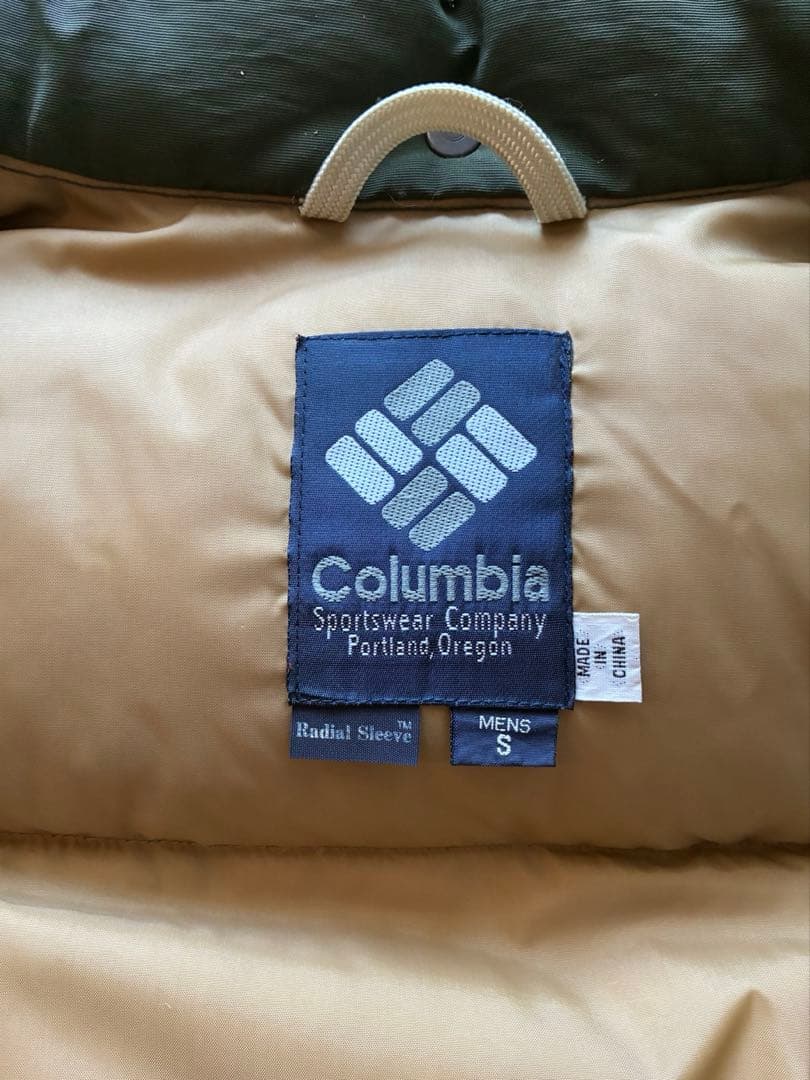 Columbia
Sportswear Company
Portland, Oregon
MADE
IN
CHINA
Radial Sleeve™
MENS
S